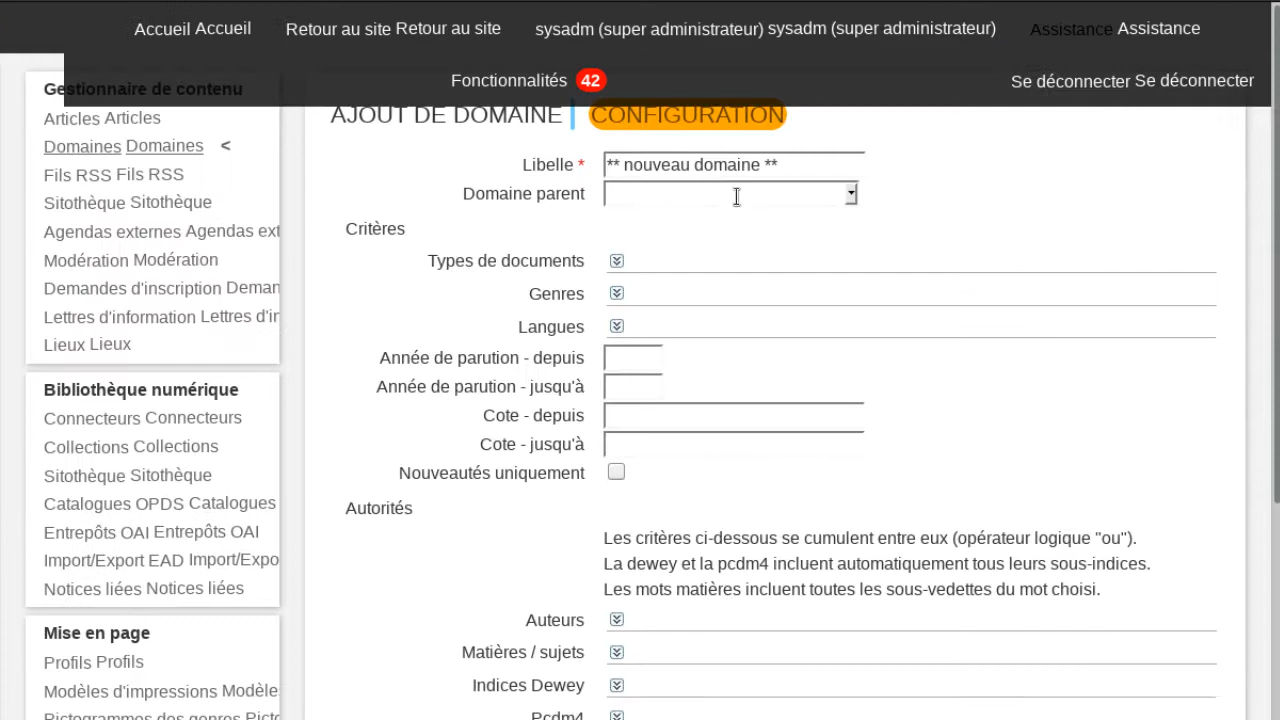 Accueil Accueil Retour au site Retour au site sysadm (super administrateur) sysadm (super administrateur) Assistance Assistance
Fonctionnalités 42 Se déconnecter Se déconnecter
Gestionnaire de contenu
Articles Articles
Domaines Domaines <
Fils RSS Fils RSS
Sitothèque Sitothèque
Agendas externes Agendas ext
Modération Modération
Demandes d'inscription Deman
Lettres d'information Lettres d'ir
Lieux Lieux
Bibliothèque numérique
Connecteurs Connecteurs
Collections Collections
Sitothèque Sitothèque
Catalogues OPDS Catalogues
Entrepôts OAI Entrepôts OAI
Import/Export EAD Import/Expo
Notices liées Notices liées
Mise en page
Profils Profils
Modèles d'impressions Modèle
Pictogrammes des genres Picto
AJOUT DE DOMAINE CONFIGURATION
Libelle * ** nouveau domaine **
Domaine parent
Critères
Types de documents
Genres
Langues
Année de parution - depuis
Année de parution - jusqu'à
Cote - depuis
Cote - jusqu'à
Nouveautés uniquement
Autorités
Les critères ci-dessous se cumulent entre eux (opérateur logique "ou").
La dewey et la pcdm4 incluent automatiquement tous leurs sous-indices.
Les mots matières incluent toutes les sous-vedettes du mot choisi.
Auteurs
Matières / sujets
Indices Dewey
Pcdm4